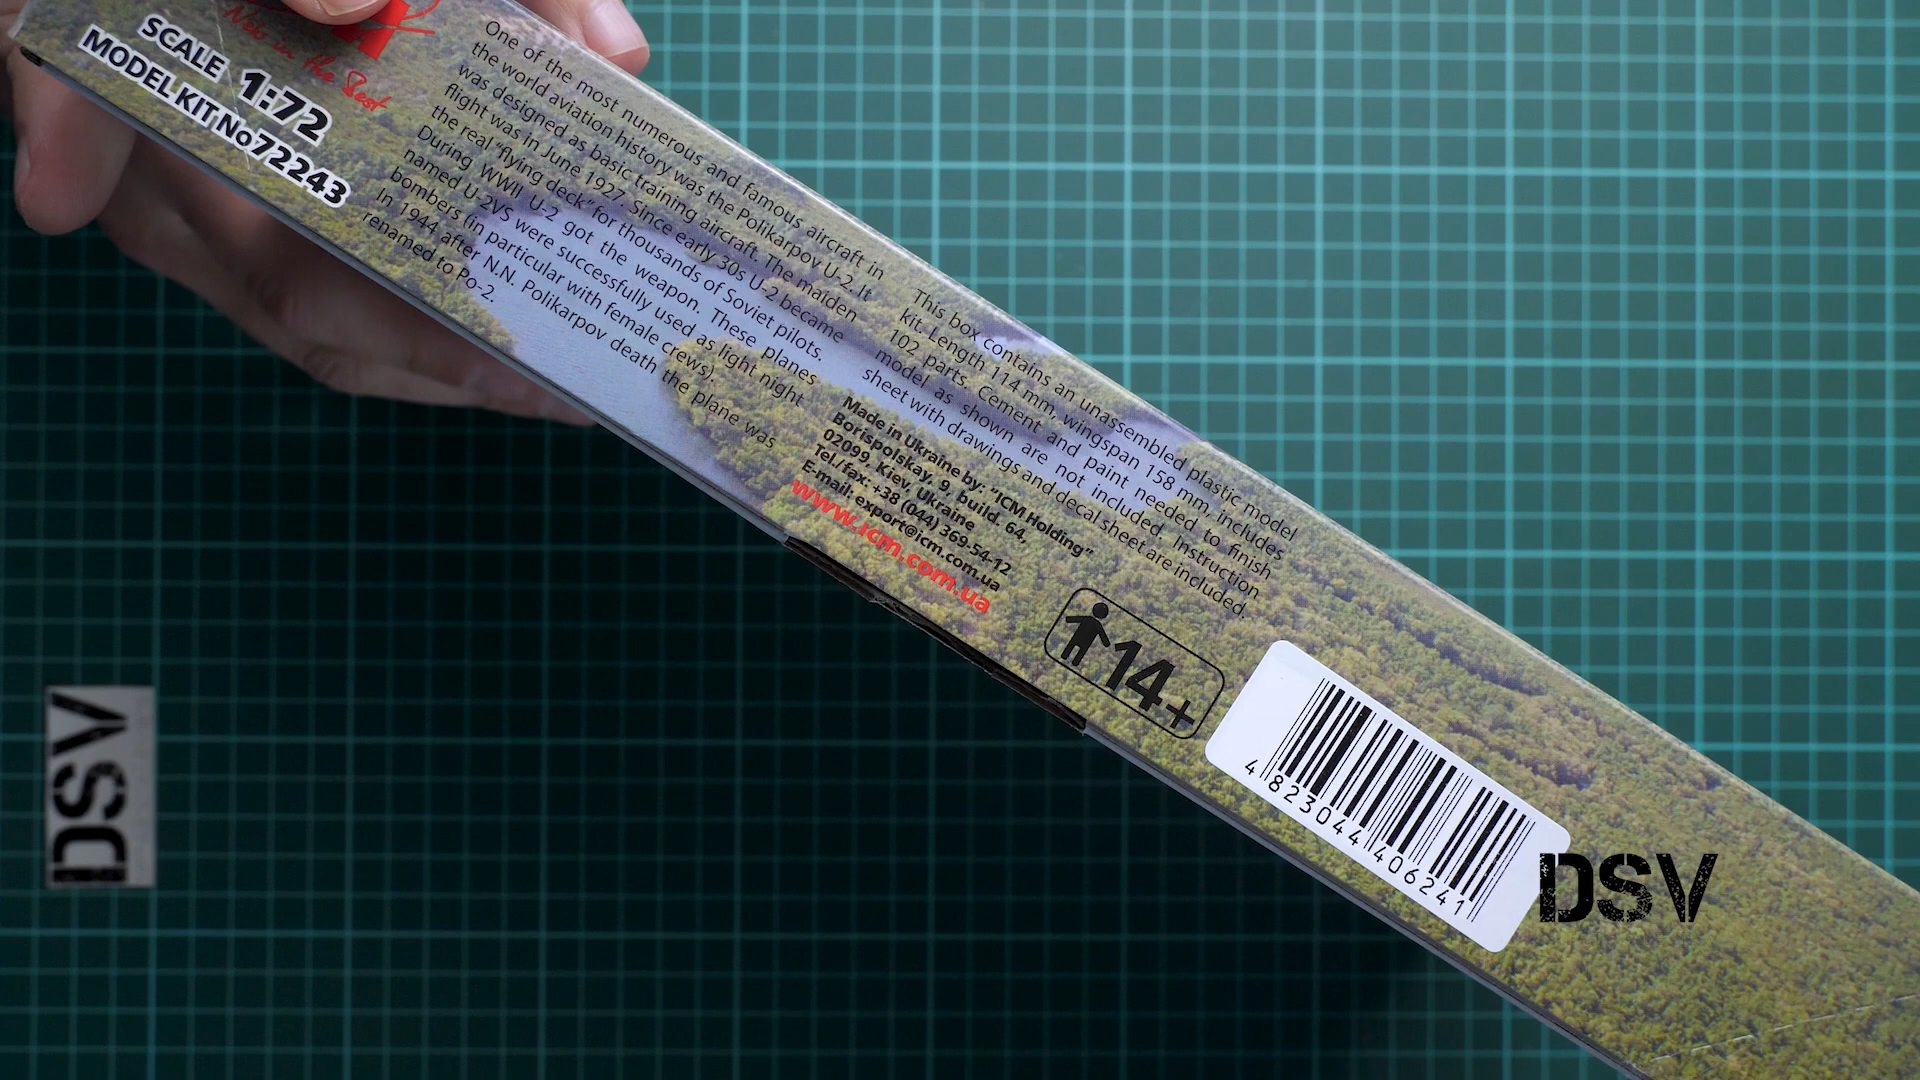 Now in the Best
SCALE 1:72
MODEL KIT No72243
One of the most numerous and famous aircraft in
the world aviation history was the Polikarpov U-2. It
was designed as basic training aircraft. The maiden
flight was in June 1927. Since early 30s U-2 became
the real "flying deck" for thousands of Soviet pilots.
During WWII U-2 got the weapon. These planes
named U-2VS were successfully used as light night
bombers (in particular with female crews)
In 1944 after N.N. Polikarpov death the plane was
renamed to Po-2.
This box contains an unassembled plastic model
kit. Length 114 mm, wingspan 158 mm, includes
102 parts. Cement and paint needed to finish
model as shown are not included. Instruction
sheet with drawings and decal sheet are included.
Made in Ukraine by: "ICM Holding"
Borispolskay, 9, build. 64,
02099, Kiev, Ukraine
Tel./fax: +38 (044) 369-54-12
E-mail: export@icm.com.ua
www.icm.com.ua
14+
4 823044 406241
DSV
DSV